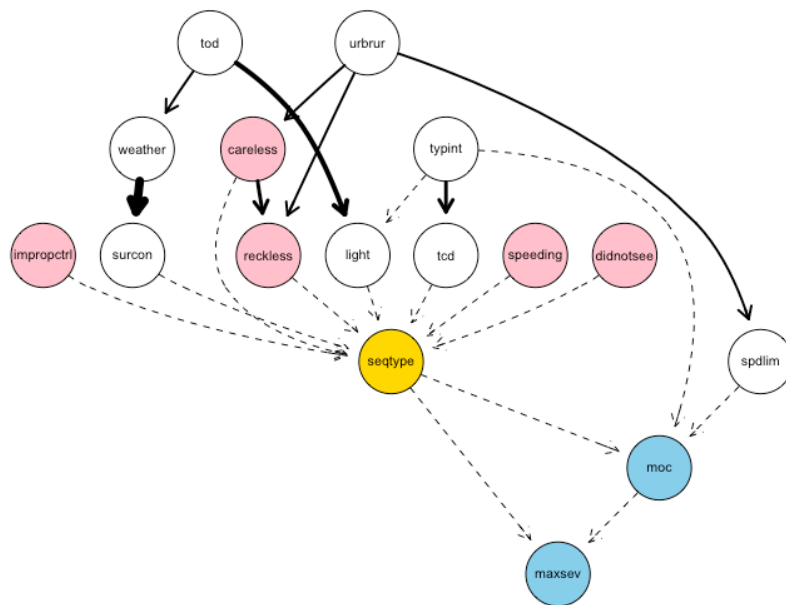 tod
urbrur
weather
careless
typint
impropctrl
surcon
reckless
light
tcd
speeding
didnotsee
seqtype
spdlim
moc
maxsev